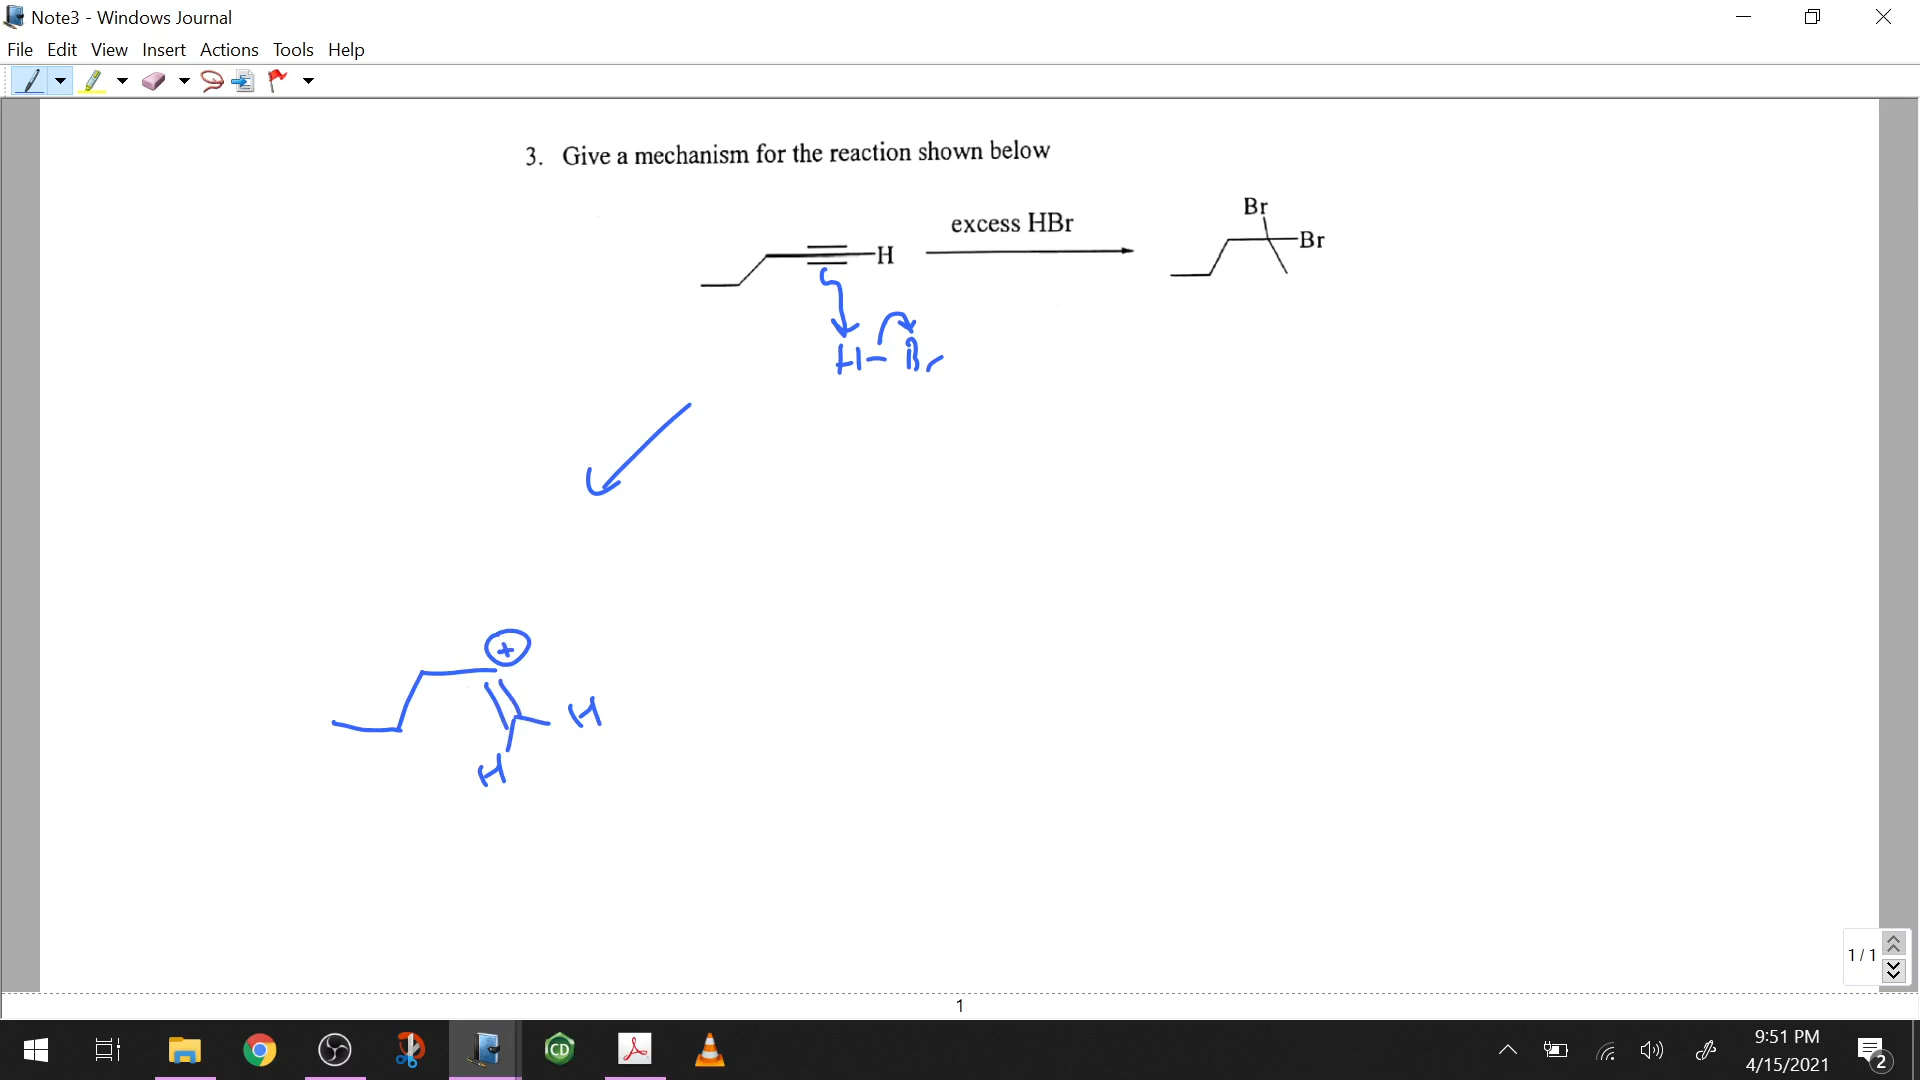 Note3 - Windows Journal
File Edit View Insert Actions Tools Help
3. Give a mechanism for the reaction shown below
Br
excess HBr
Br
H
H-Br
+
H
H
1 / 1
1
CD
9:51 PM
4/15/2021
2